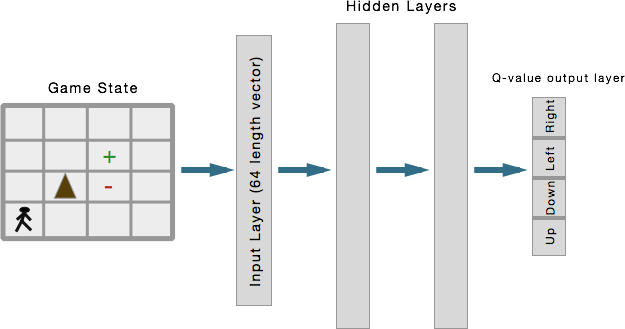 Hidden Layers
Q-value output layer
Game State
+
-
Input Layer (64 length vector)
Right
Left
Down
Up